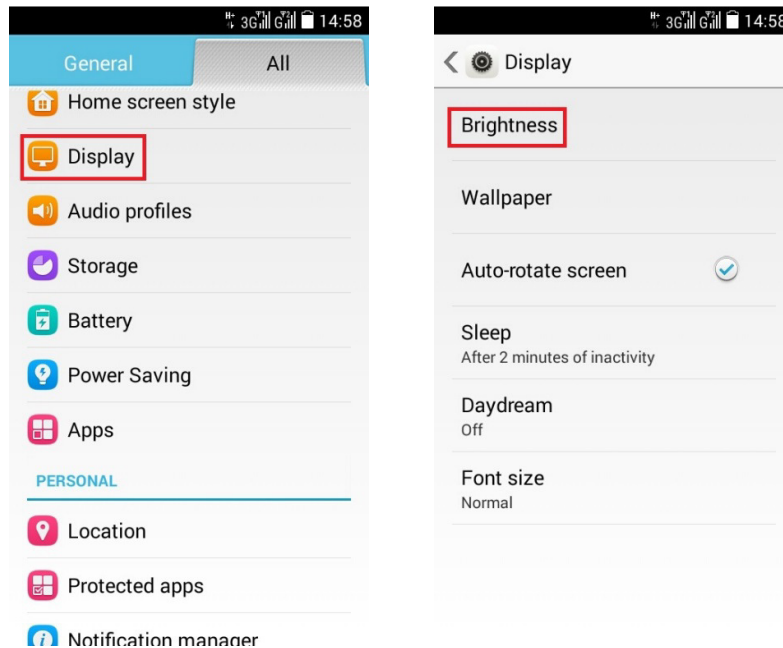 3G G 14:58
General All
Home screen style
Display
Audio profiles
Storage
Battery
Power Saving
Apps
PERSONAL
Location
Protected apps
Notification manager
H+ 3G G 14:58
Display
Brightness
Wallpaper
Auto-rotate screen
Sleep
After 2 minutes of inactivity
Daydream
Off
Font size
Normal